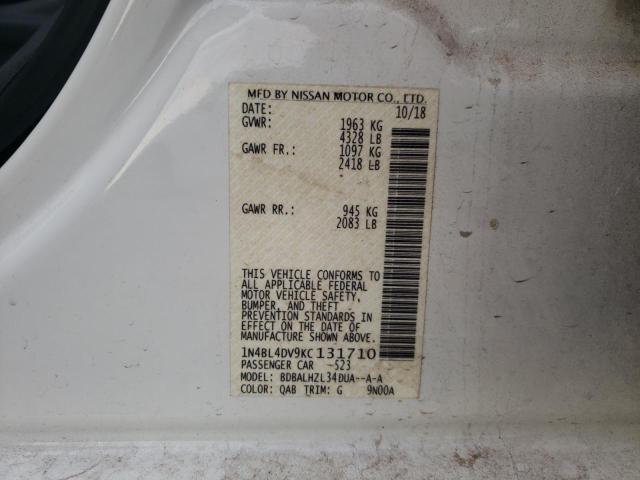 MFD BY NISSAN MOTOR CO., LTD.
DATE: 10/18
GVWR: 1963 KG
4328 LB
GAWR FR.: 1097 KG
2418 LB
-
GAWR RR.: 945 KG
2083 LB
THIS VEHICLE CONFORMS TO
ALL APPLICABLE FEDERAL
MOTOR VEHICLE SAFETY,
BUMPER, AND THEFT
PREVENTION STANDARDS IN
EFFECT ON THE DATE OF
MANUFACTURE SHOWN ABOVE.
1N4BL4DV9KC131710
PASSENGER CAR -523
MODEL: BDBALHZL34DUA--A-A
COLOR: QAB TRIM: G 9N00A